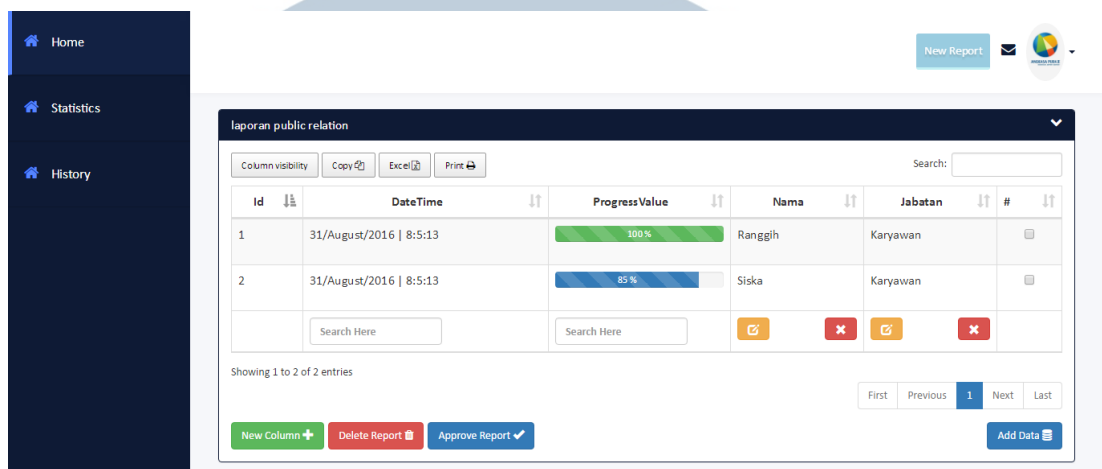 Home
New Report
Statistics
laporan public relation
History
Column visibility Copy Excel Print Search:
Id DateTime ProgressValue Nama Jabatan #
1 31/August/2016 | 8:5:13 100 % Ranggih Karyawan
2 31/August/2016 | 8:5:13 85 % Siska Karyawan
Search Here Search Here
Showing 1 to 2 of 2 entries
First Previous 1 Next Last
New Column Delete Report Approve Report Add Data